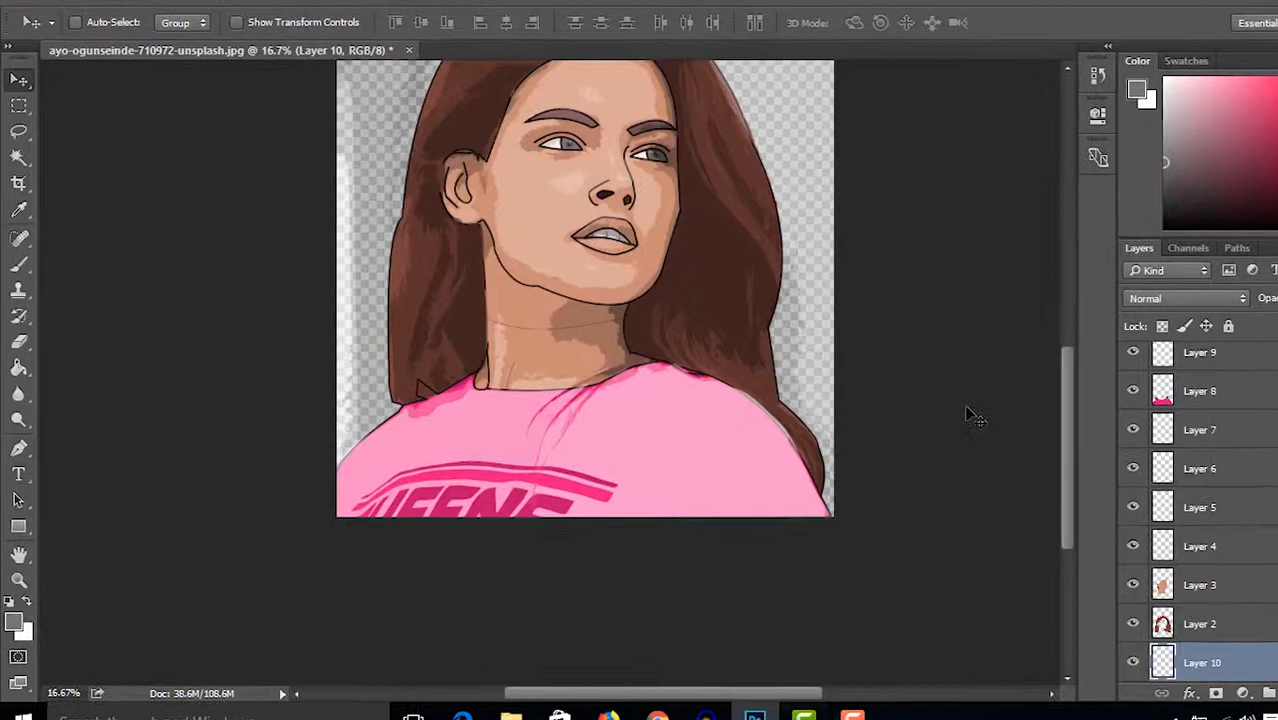 Auto-Select: Group Show Transform Controls 3D Mode: Essential
ayo-ogunseinde-710972-unsplash.jpg @ 16.7% (Layer 10, RGB/8) *
Color Swatches
Layers Channels Paths
Kind
Normal Opa
Lock:
Layer 9
Layer 8
Layer 7
Layer 6
Layer 5
Layer 4
Layer 3
Layer 2
Layer 10
QUEENS
16.67% Doc: 38.6M/108.6M